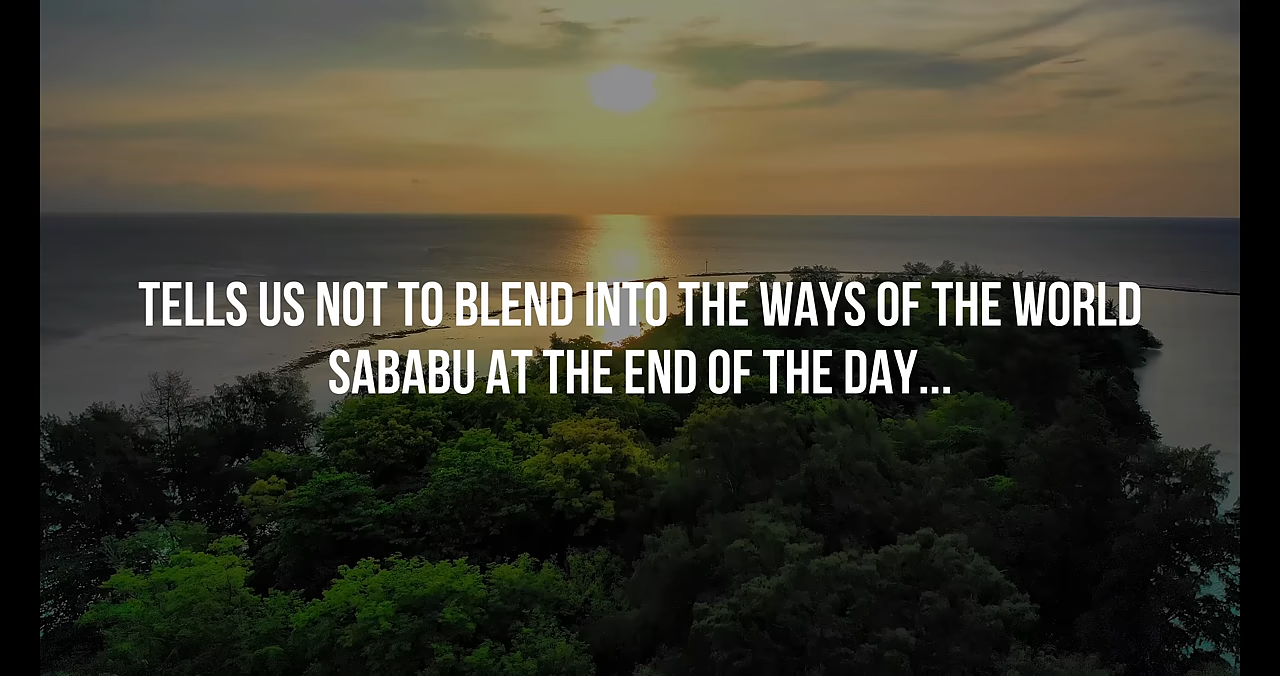 TELLS US NOT TO BLEND INTO THE WAYS OF THE WORLD
SABABU AT THE END OF THE DAY...